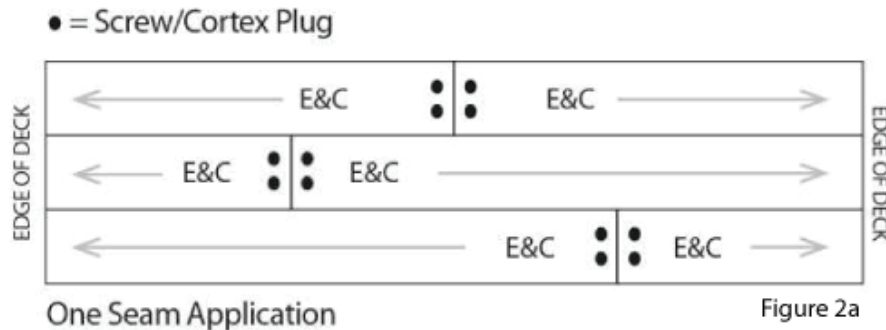 • = Screw/Cortex Plug
EDGE OF DECK
E&C E&C
E&C E&C
E&C E&C
EDGE OF DECK
One Seam Application
Figure 2a